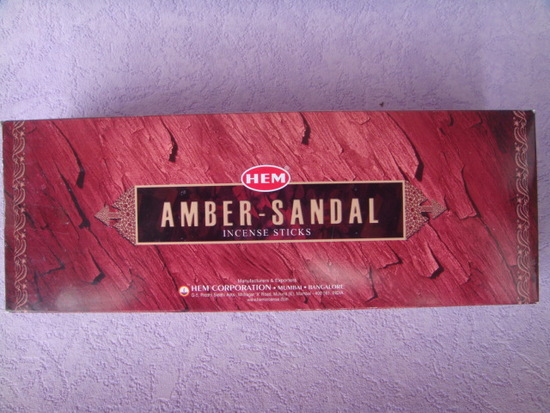 HEM
AMBER-SANDAL
INCENSE STICKS
Manufacturers & Exporters
HEM CORPORATION • MUMBAI • BANGALORE